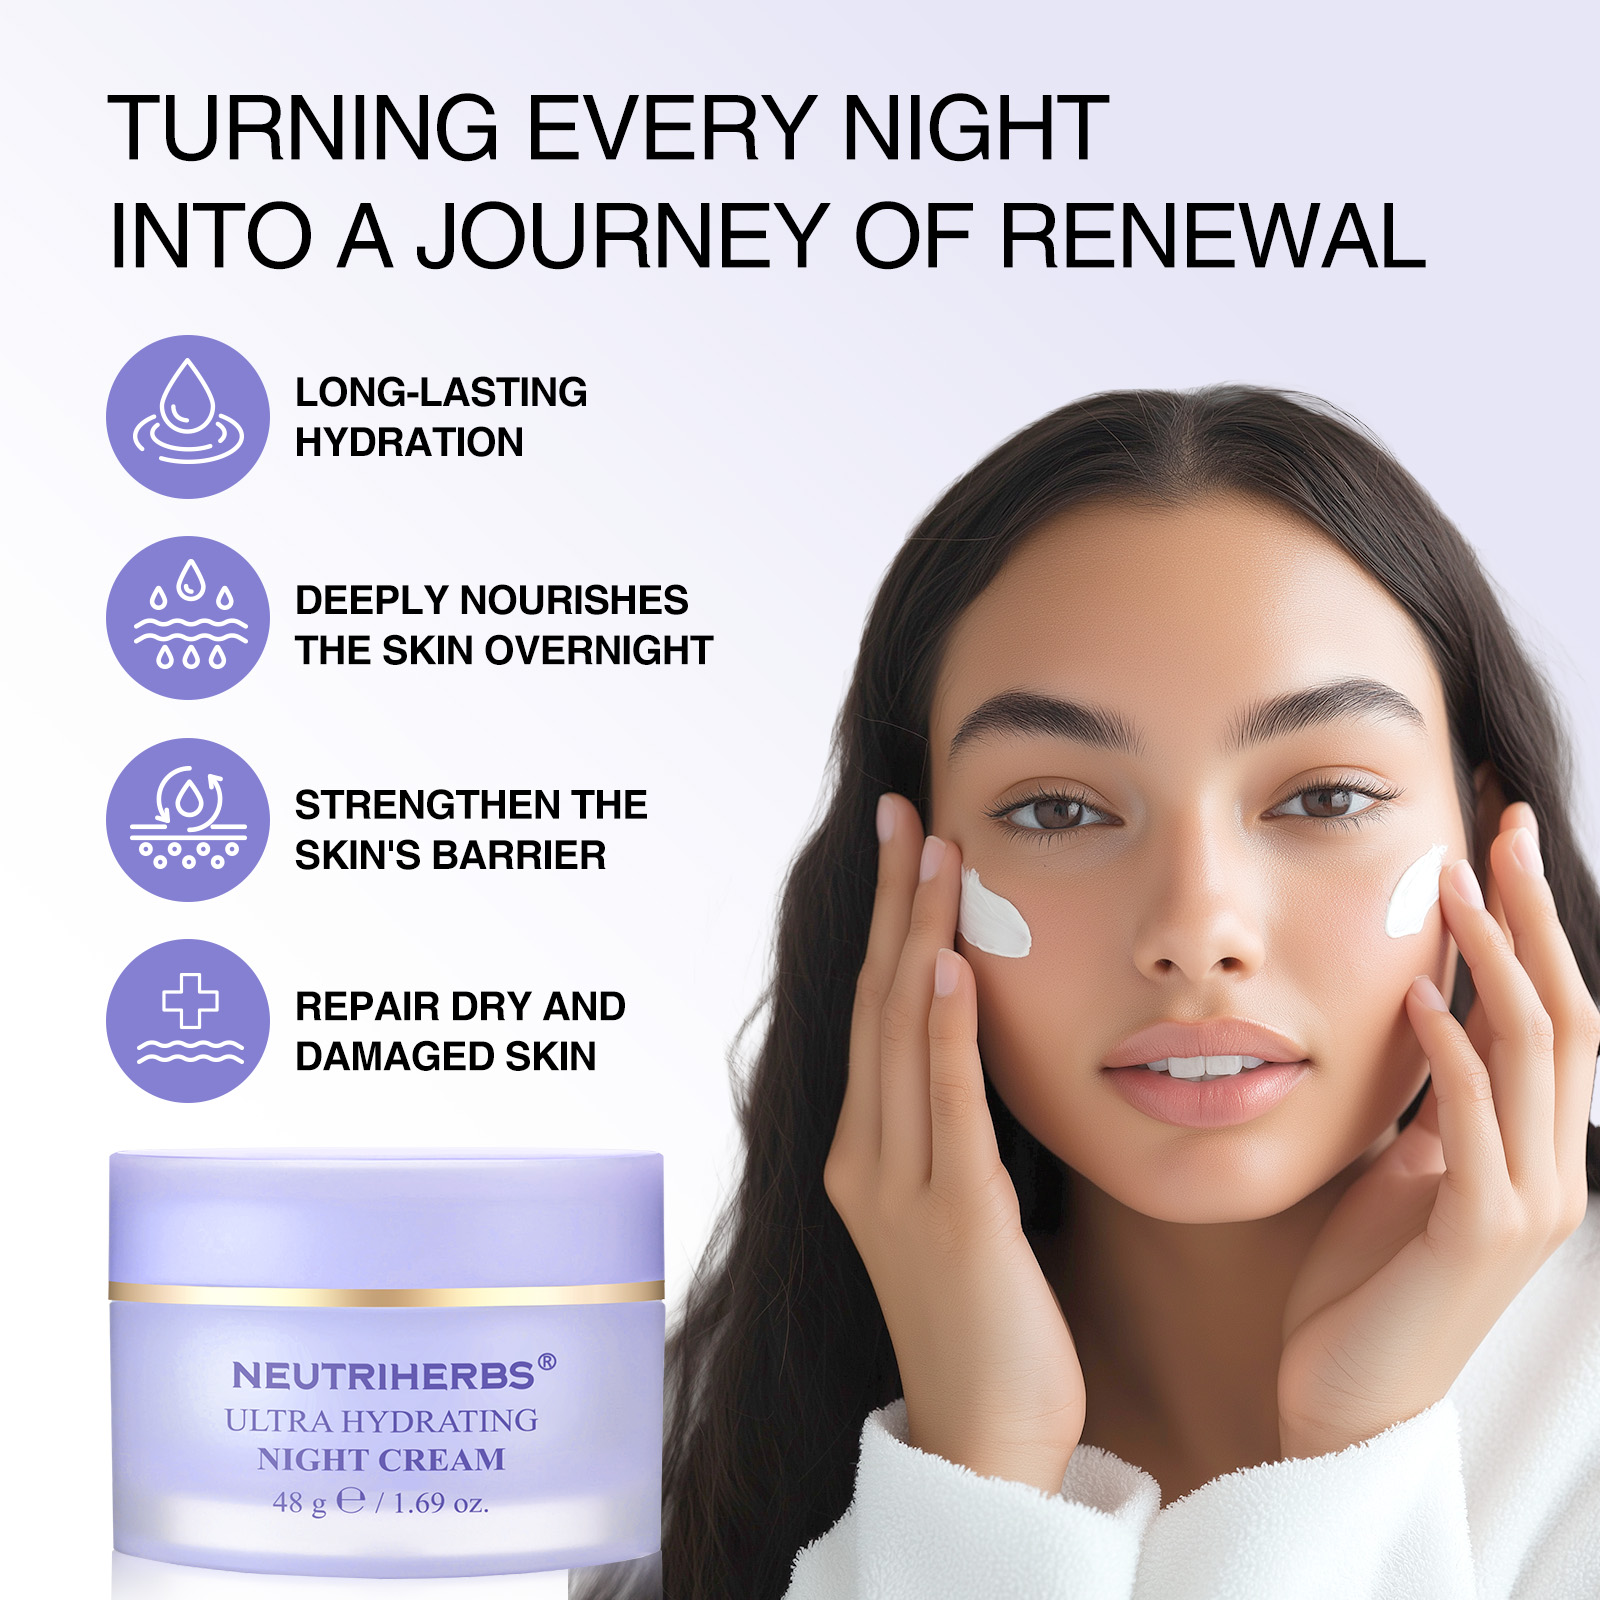 TURNING EVERY NIGHT
INTO A JOURNEY OF RENEWAL
LONG-LASTING
HYDRATION
DEEPLY NOURISHES
THE SKIN OVERNIGHT
STRENGTHEN THE
SKIN'S BARRIER
REPAIR DRY AND
DAMAGED SKIN
NEUTRIHERBS®
ULTRA HYDRATING
NIGHT CREAM
48 g ℮ / 1.69 oz.